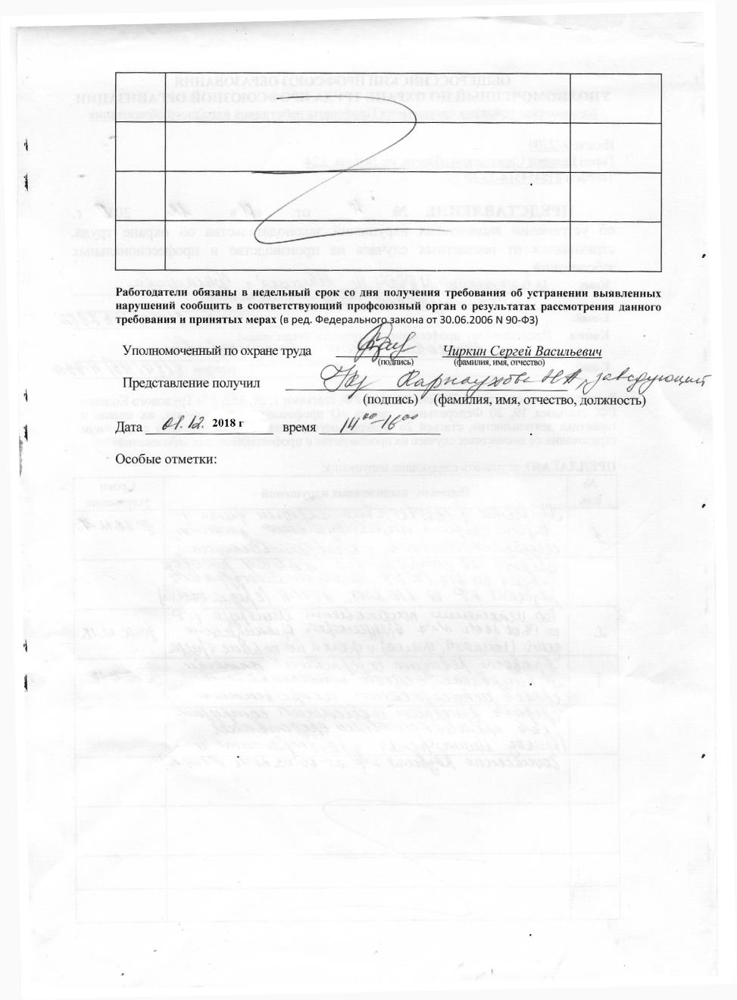 Работодатели обязаны в недельный срок со дня получения требования об устранении выявленных
нарушений сообщить в соответствующий профсоюзный орган о результатах рассмотрения данного
требования и принятых мерах (в ред. Федерального закона от 30.06.2006 N 90-ФЗ)
Уполномоченный по охране труда Чиркин Сергей Васильевич
(подпись) (фамилия, имя, отчество)
Представление получил Карнаухова Н.А, заведующий
(подпись) (фамилия, имя, отчество, должность)
Дата 01.12. 2018 г время 14⁰⁰-16⁰⁰
Особые отметки: